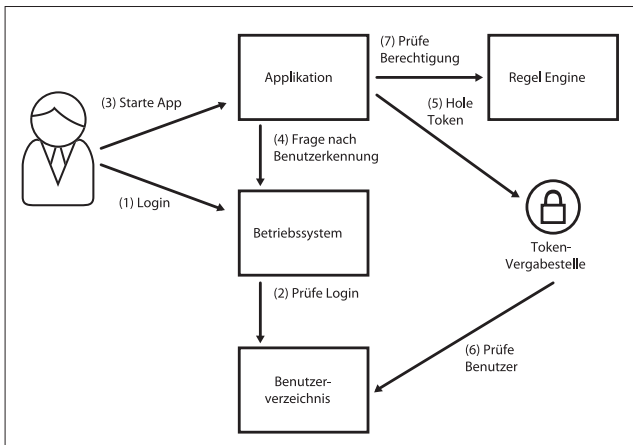 (7) Prüfe
Berechtigung
Applikation
Regel Engine
(3) Starte App
(5) Hole
Token
(4) Frage nach
Benutzerkennung
(1) Login
Betriebssystem
Token-
Vergabestelle
(2) Prüfe Login
(6) Prüfe
Benutzer
Benutzer-
verzeichnis